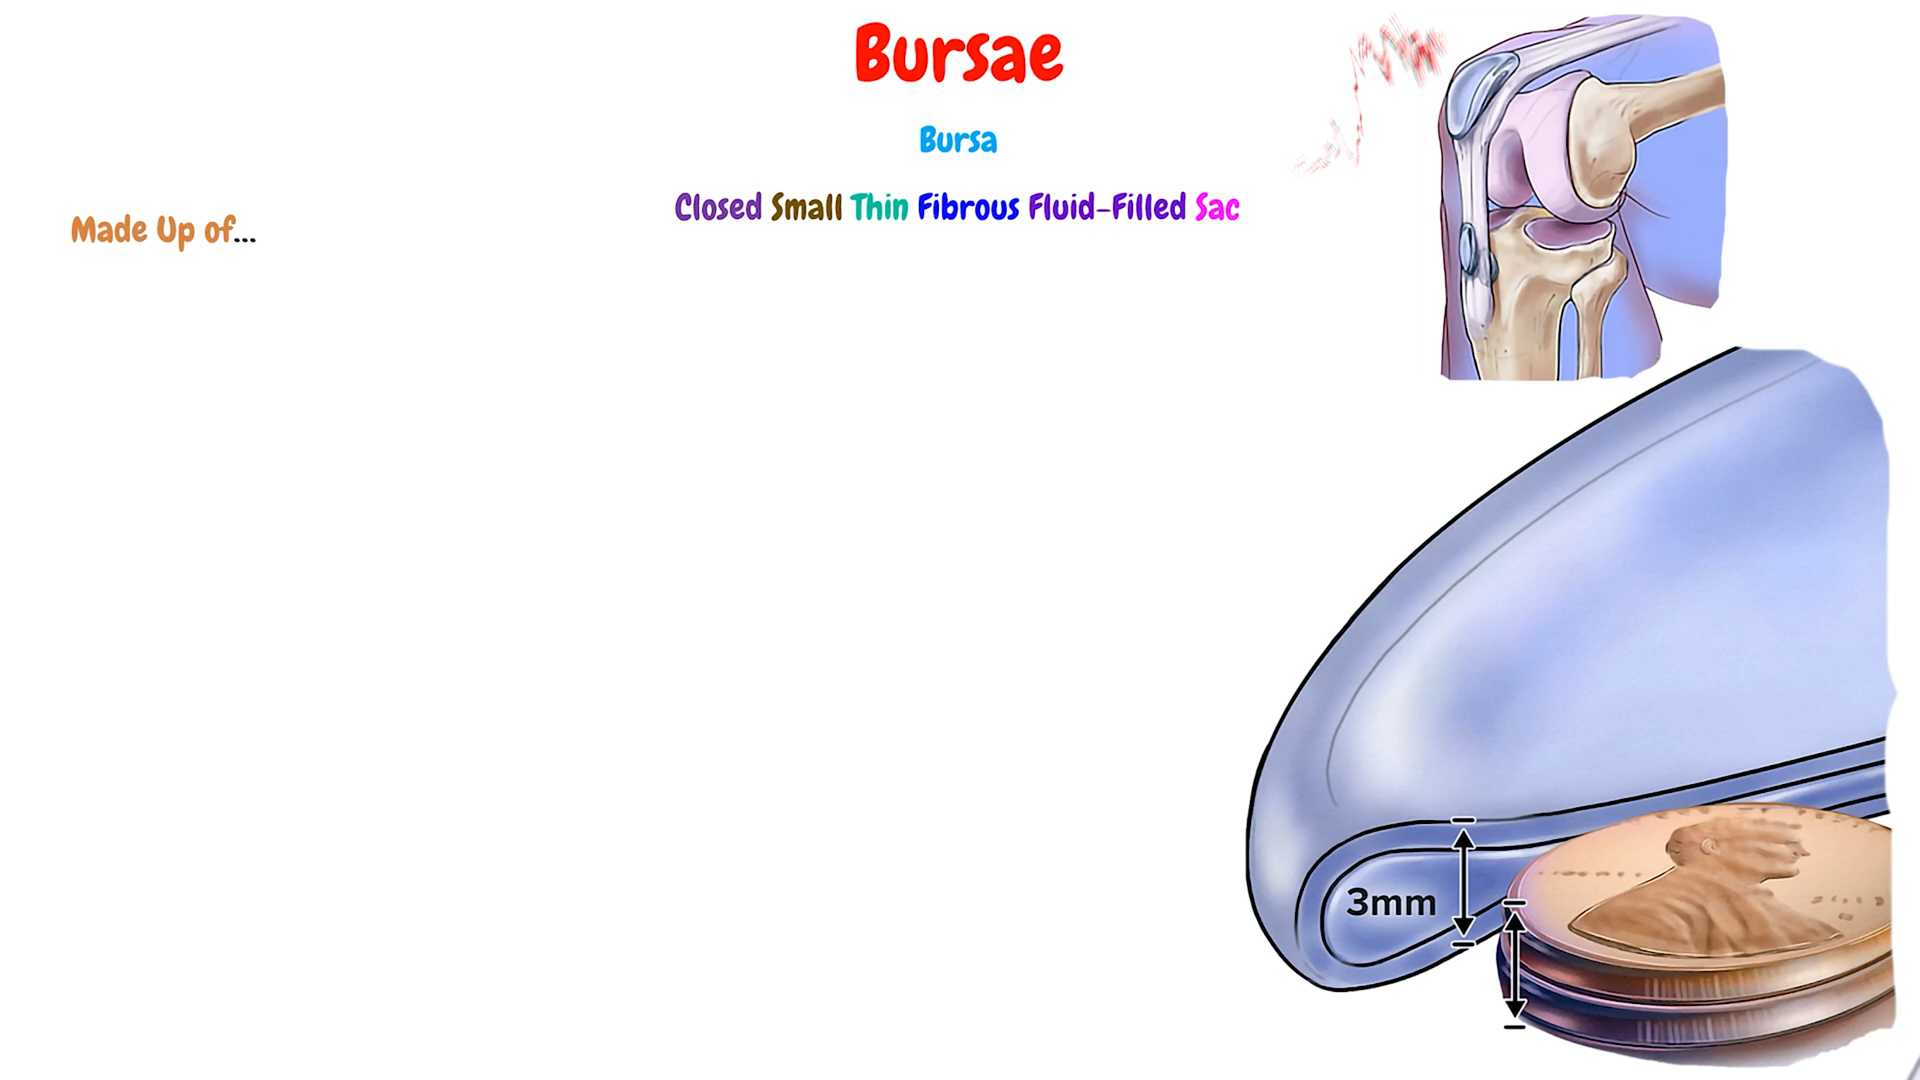 Bursae
Bursa
Closed Small Thin Fibrous Fluid-Filled Sac
Made Up of...
3mm